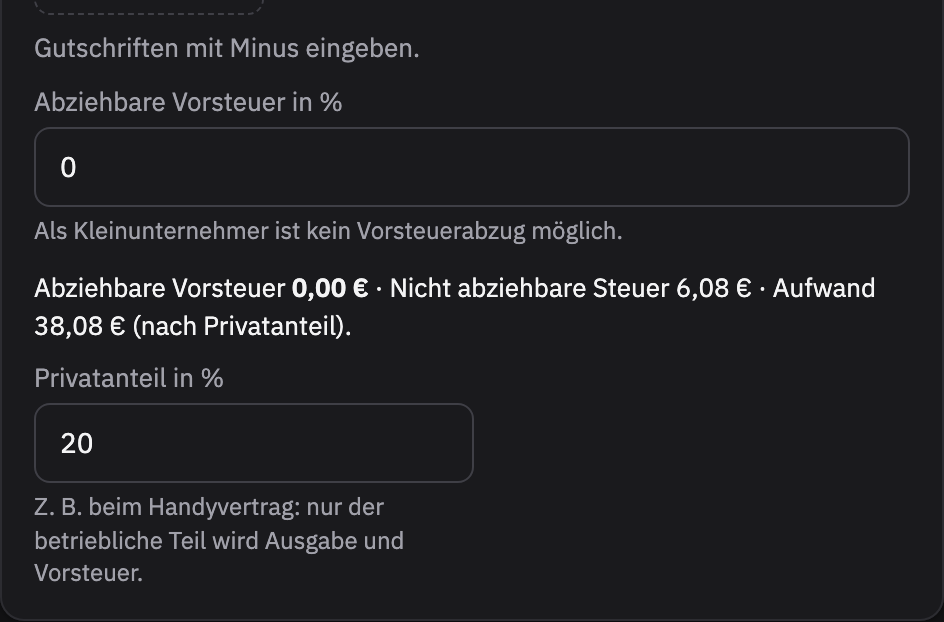 Gutschriften mit Minus eingeben.
Abziehbare Vorsteuer in %
0
Als Kleinunternehmer ist kein Vorsteuerabzug möglich.
Abziehbare Vorsteuer 0,00 € · Nicht abziehbare Steuer 6,08 € · Aufwand
38,08 € (nach Privatanteil).
Privatanteil in %
20
Z. B. beim Handyvertrag: nur der
betriebliche Teil wird Ausgabe und
Vorsteuer.